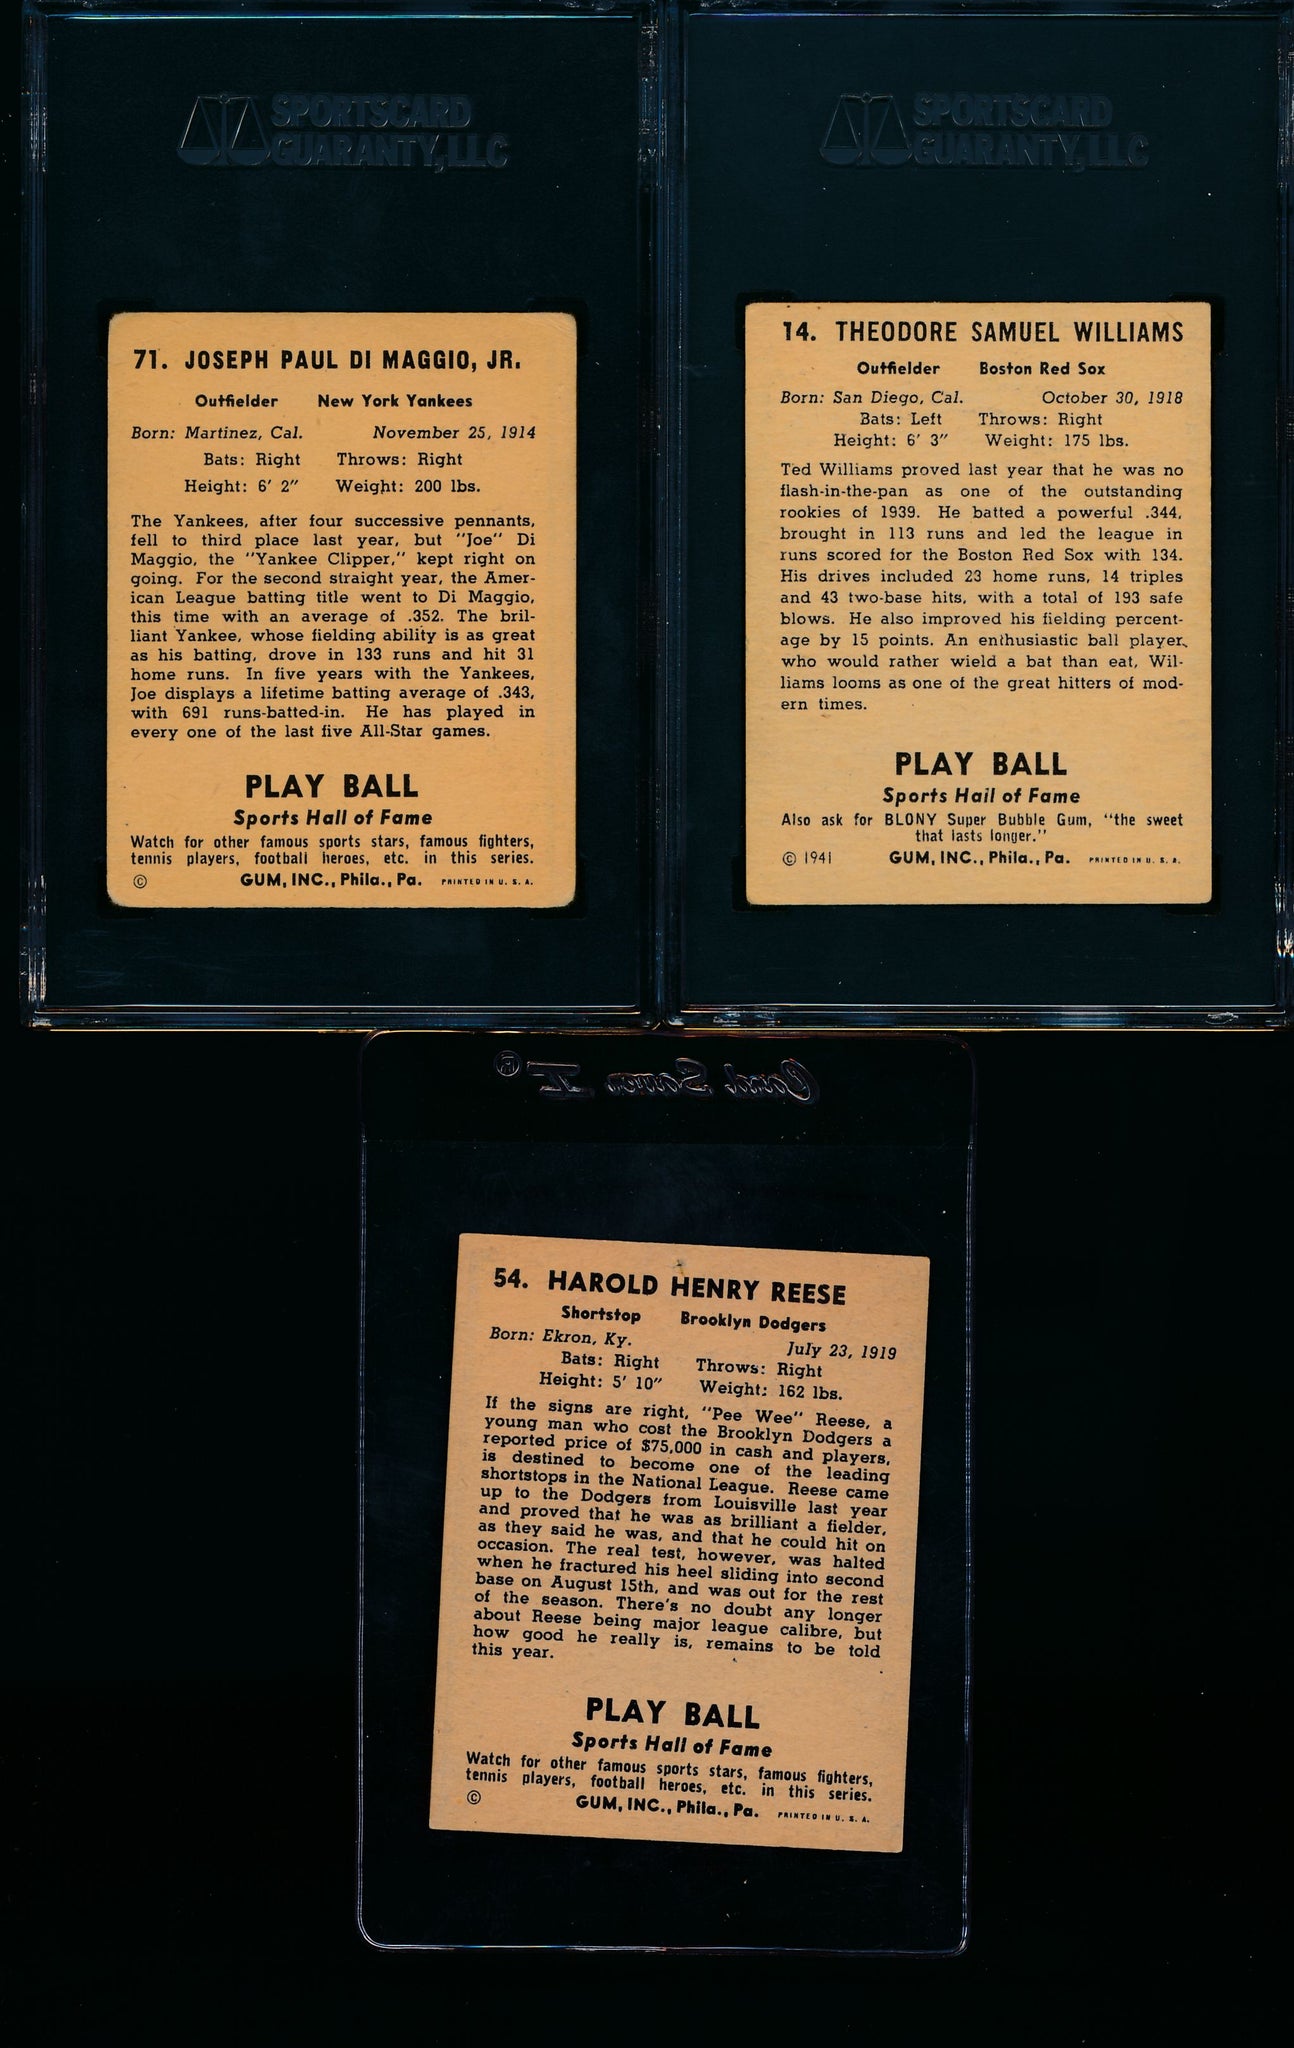 SPORTSCARD
GUARANTY, LLC
71. JOSEPH PAUL DI MAGGIO, JR.
Outfielder New York Yankees
Born: Martinez, Cal. November 25, 1914
Bats: Right Throws: Right
Height: 6' 2" Weight: 200 lbs.
The Yankees, after four successive pennants,
fell to third place last year, but "Joe" Di
Maggio, the "Yankee Clipper," kept right on
going. For the second straight year, the Amer-
ican League batting title went to Di Maggio,
this time with an average of .352. The bril-
liant Yankee, whose fielding ability is as great
as his batting, drove in 133 runs and hit 31
home runs. In five years with the Yankees,
Joe displays a lifetime batting average of .343,
with 691 runs-batted-in. He has played in
every one of the last five All-Star games.
PLAY BALL
Sports Hall of Fame
Watch for other famous sports stars, famous fighters,
tennis players, football heroes, etc. in this series.
© GUM, INC., Phila., Pa. PRINTED IN U. S. A.
SPORTSCARD
GUARANTY, LLC
14. THEODORE SAMUEL WILLIAMS
Outfielder Boston Red Sox
Born: San Diego, Cal. October 30, 1918
Bats: Left Throws: Right
Height: 6' 3" Weight: 175 lbs.
Ted Williams proved last year that he was no
flash-in-the-pan as one of the outstanding
rookies of 1939. He batted a powerful .344,
brought in 113 runs and led the league in
runs scored for the Boston Red Sox with 134.
His drives included 23 home runs, 14 triples
and 43 two-base hits, with a total of 193 safe
blows. He also improved his fielding percent-
age by 15 points. An enthusiastic ball player,
who would rather wield a bat than eat, Wil-
liams looms as one of the great hitters of mod-
ern times.
PLAY BALL
Sports Hall of Fame
Also ask for BLONY Super Bubble Gum, "the sweet
that lasts longer."
© 1941 GUM, INC., Phila., Pa. PRINTED IN U. S. A.
Card Saver II ®
54. HAROLD HENRY REESE
Shortstop Brooklyn Dodgers
Born: Ekron, Ky. July 23, 1919
Bats: Right Throws: Right
Height: 5' 10" Weight: 162 lbs.
If the signs are right, "Pee Wee" Reese, a
young man who cost the Brooklyn Dodgers a
reported price of $75,000 in cash and players,
is destined to become one of the leading
shortstops in the National League. Reese came
up to the Dodgers from Louisville last year
and proved that he was as brilliant a fielder,
as they said he was, and that he could hit on
occasion. The real test, however, was halted
when he fractured his heel sliding into second
base on August 15th, and was out for the rest
of the season. There's no doubt any longer
about Reese being major league calibre, but
how good he really is, remains to be told
this year.
PLAY BALL
Sports Hall of Fame
Watch for other famous sports stars, famous fighters,
tennis players, football heroes, etc. in this series.
© GUM, INC., Phila., Pa. PRINTED IN U. S. A.